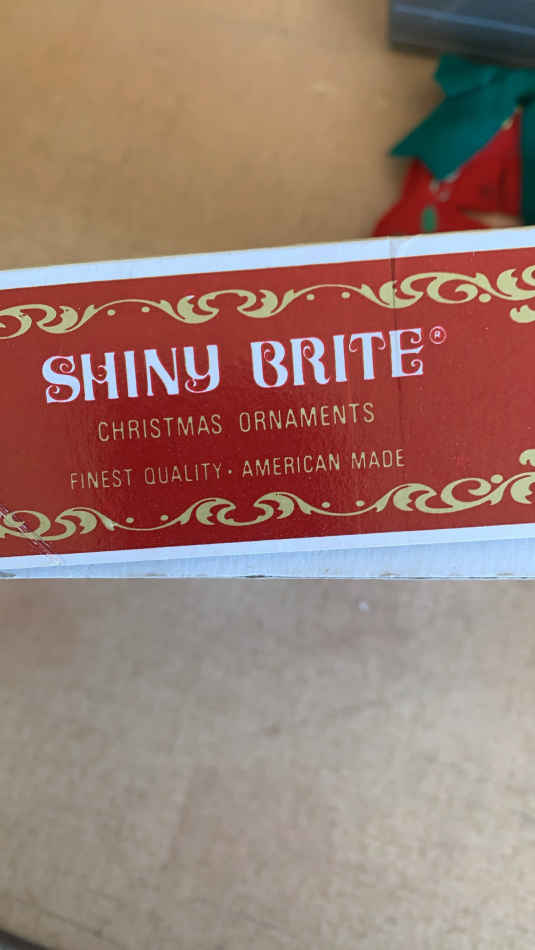 SHINY BRITE®
CHRISTMAS ORNAMENTS
FINEST QUALITY · AMERICAN MADE